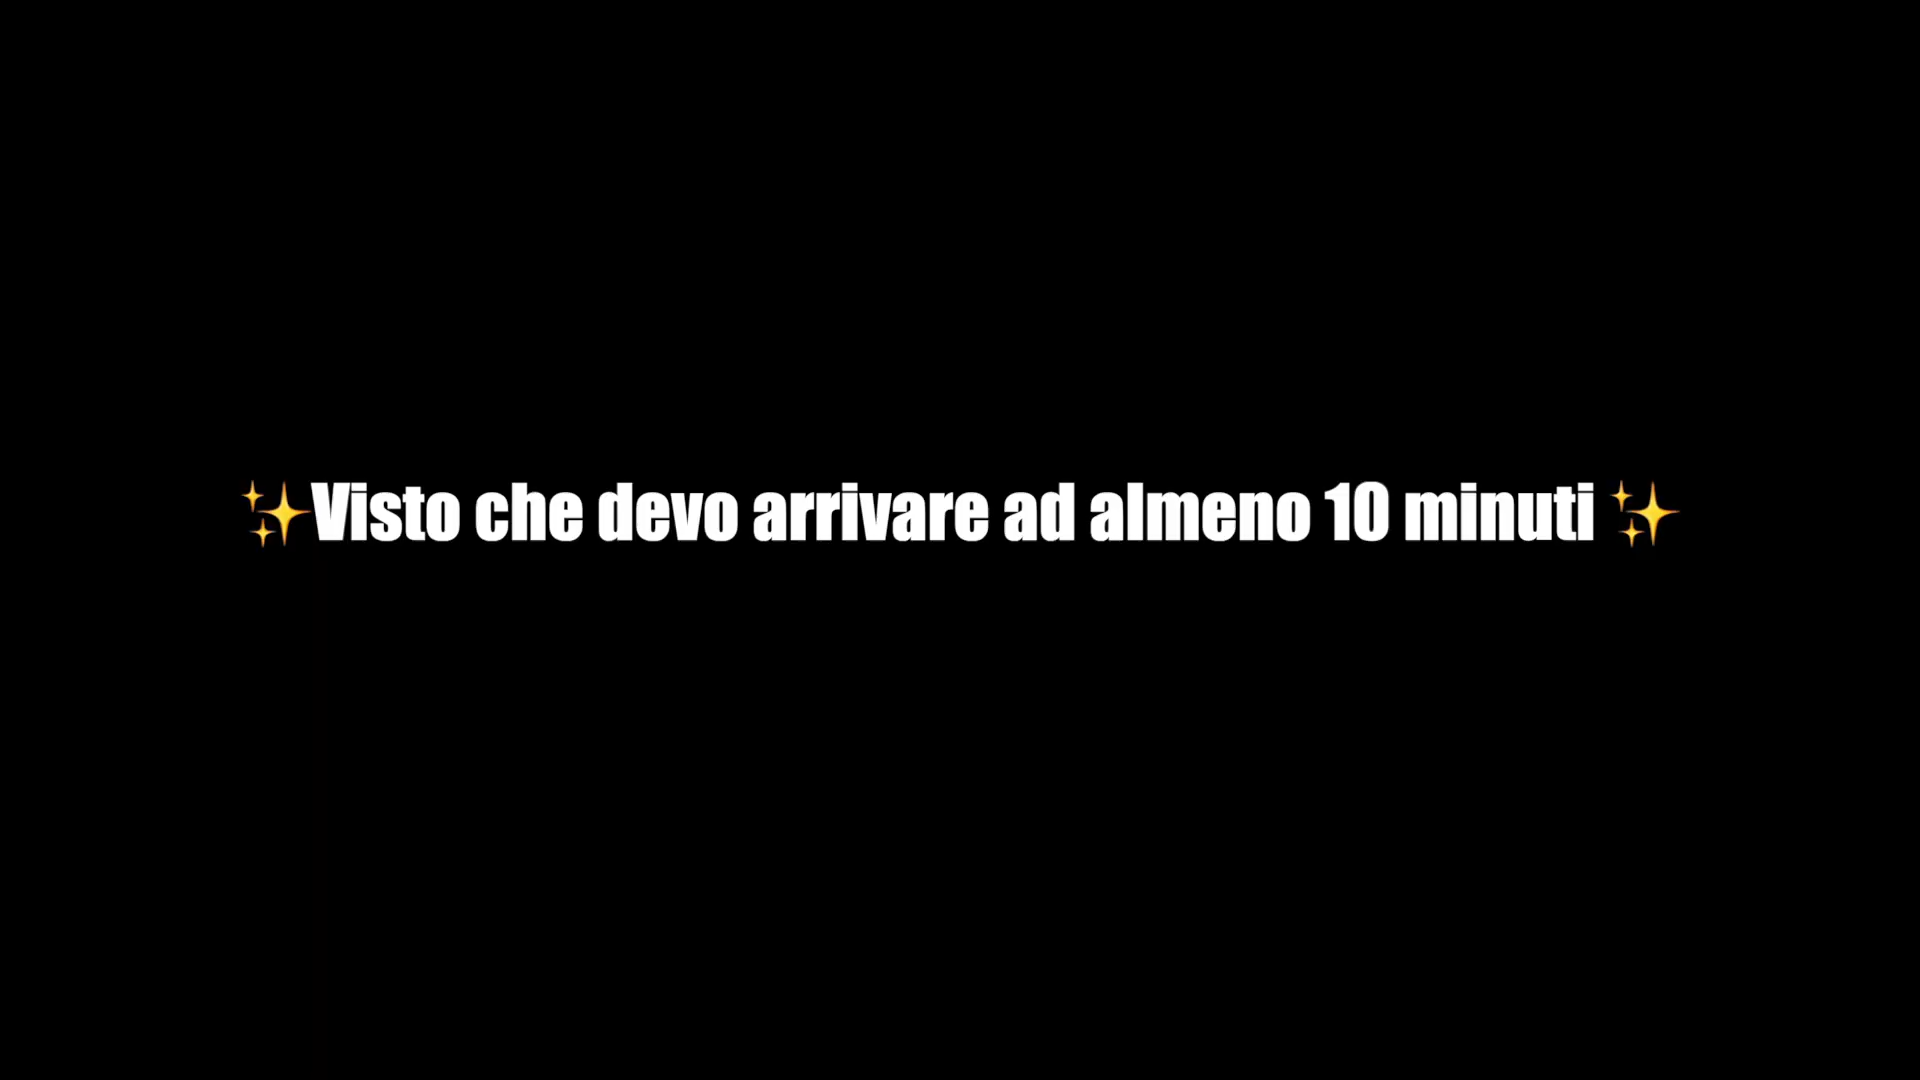 ✨Visto che devo arrivare ad almeno 10 minuti ✨